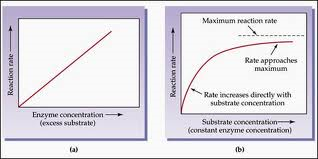 Reaction rate
Enzyme concentration
(excess substrate)
(a)
Maximum reaction rate
Rate approaches
maximum
Rate increases directly with
substrate concentration
Reaction rate
Substrate concentration
(constant enzyme concentration)
(b)